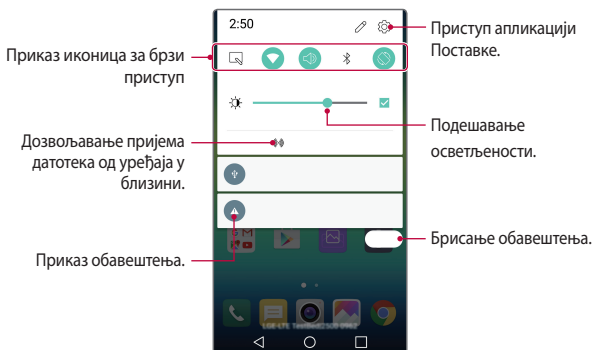 2:50
Приступ апликацији
Поставке.
Приказ иконица за брзи
приступ
Подешавање
осветљености.
Дозвољавање пријема
датотека од уређаја у
близини.
Брисање обавештења.
Приказ обавештења.